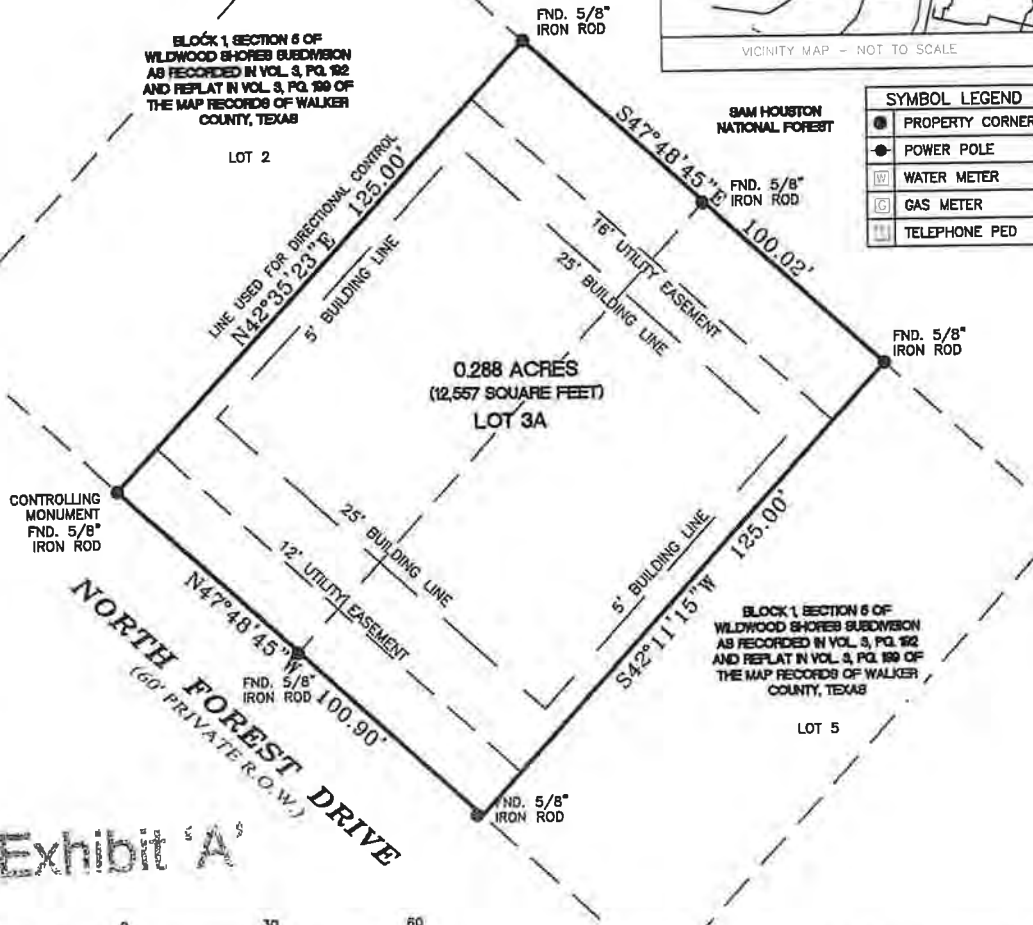 FND. 5/8"
IRON ROD
BLOCK 1, SECTION 6 OF
WILDWOOD SHORES SUBDIVISION
AS RECORDED IN VOL. 3, PG. 192
AND REPLAT IN VOL. 3, PG. 199 OF
THE MAP RECORDS OF WALKER
COUNTY, TEXAS
LOT 2
VICINITY MAP - NOT TO SCALE
SAM HOUSTON
NATIONAL FOREST
SYMBOL LEGEND
PROPERTY CORNER
POWER POLE
W WATER METER
G GAS METER
TELEPHONE PED
S47°48'45"E
100.02'
FND. 5/8"
IRON ROD
LINE USED FOR DIRECTIONAL CONTROL
N42°35'23"E 125.00'
5' BUILDING LINE
16' UTILITY EASEMENT
25' BUILDING LINE
FND. 5/8"
IRON ROD
0.288 ACRES
(12,557 SQUARE FEET)
LOT 3A
CONTROLLING
MONUMENT
FND. 5/8"
IRON ROD
25' BUILDING LINE
12' UTILITY EASEMENT
5' BUILDING LINE
S42°11'15"W 125.00'
N47°48'45"W
100.90'
FND. 5/8"
IRON ROD
BLOCK 1, SECTION 6 OF
WILDWOOD SHORES SUBDIVISION
AS RECORDED IN VOL. 3, PG. 192
AND REPLAT IN VOL. 3, PG. 199 OF
THE MAP RECORDS OF WALKER
COUNTY, TEXAS
LOT 5
NORTH FOREST DRIVE
(60' PRIVATE R.O.W.)
FND. 5/8"
IRON ROD
Exhibit 'A'
0 30 60